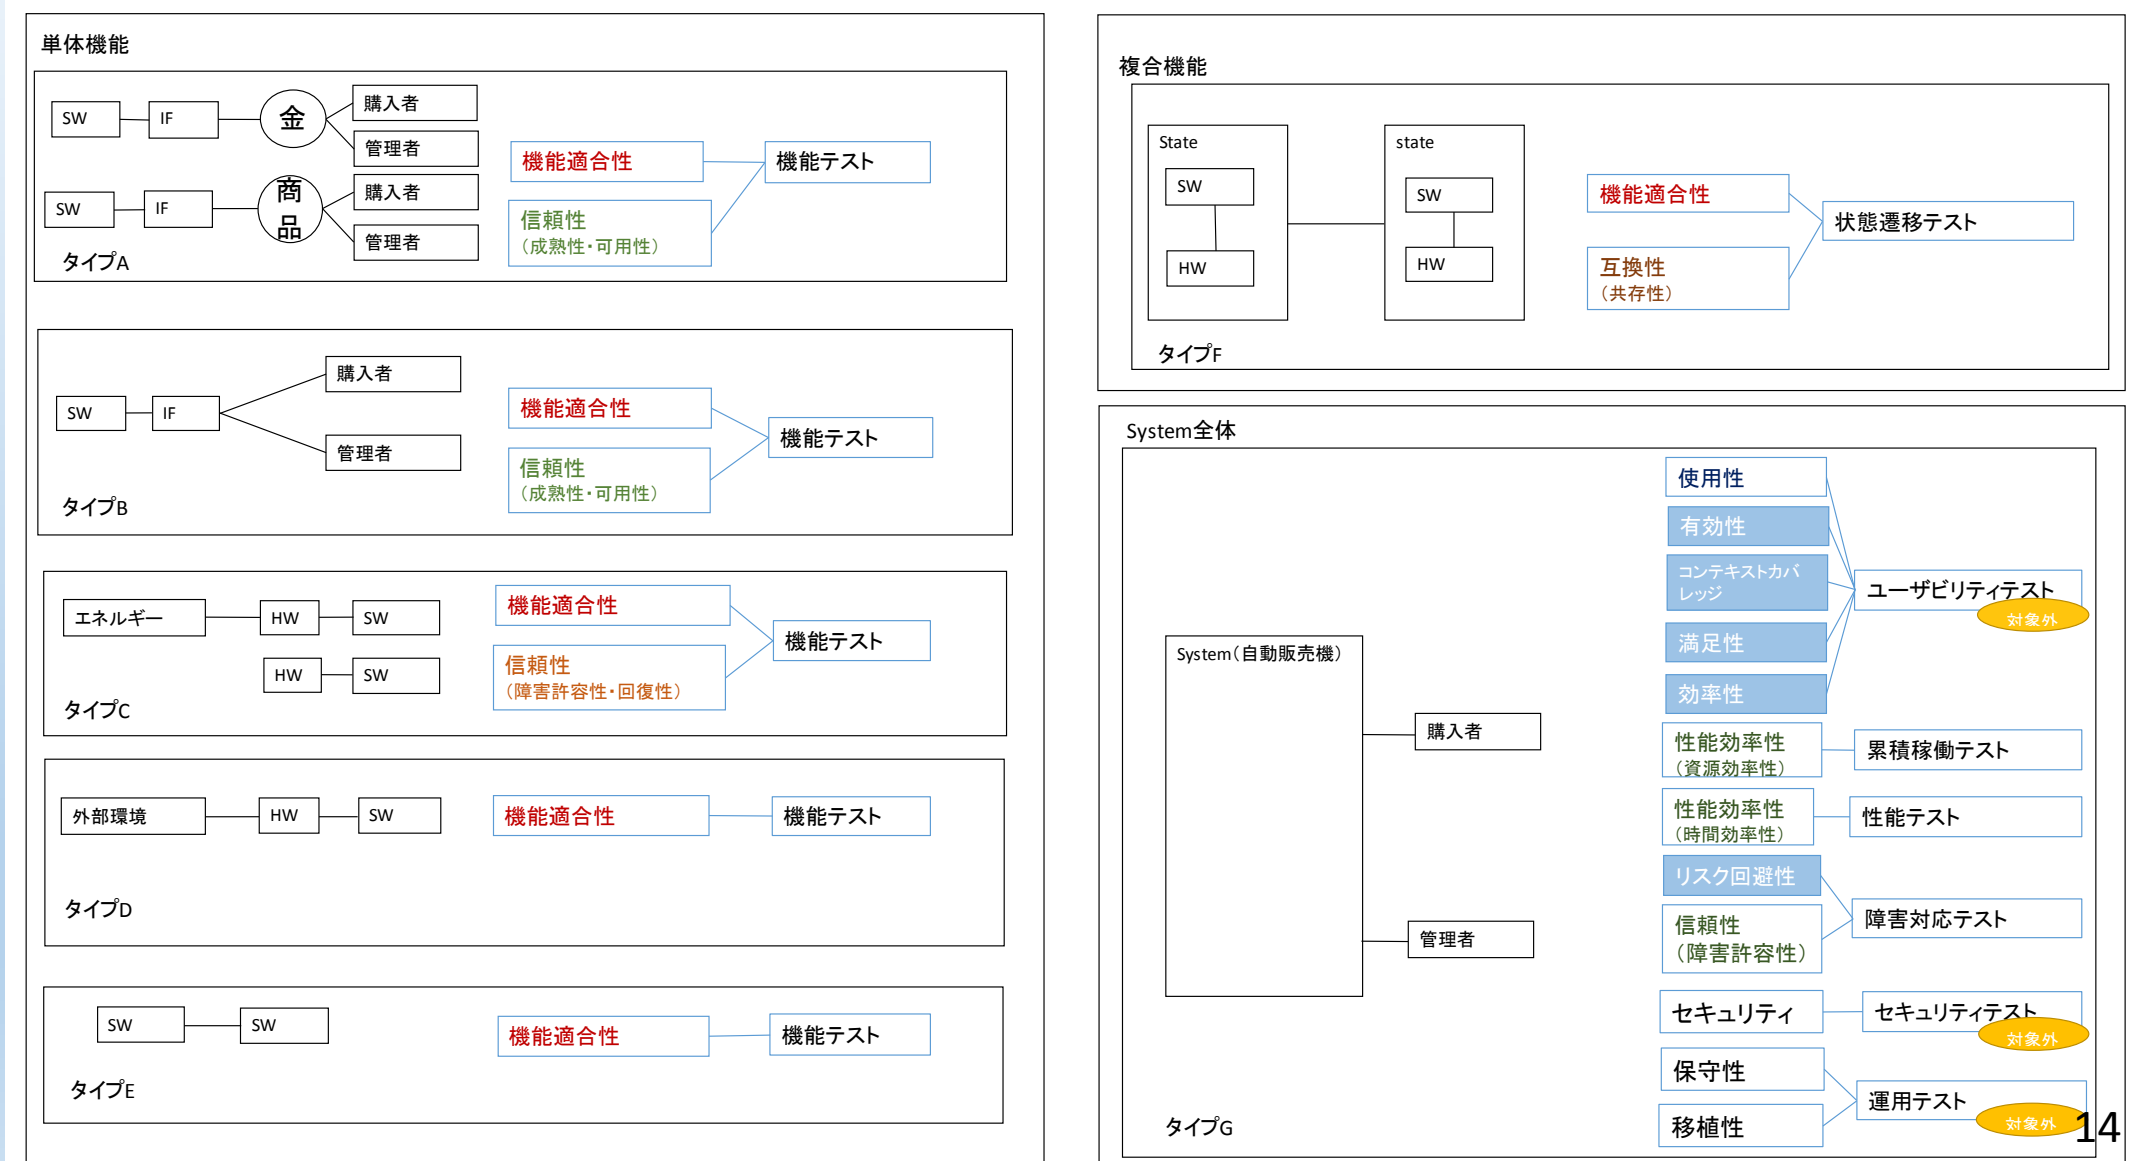 単体機能
SW
IF
金
購入者
管理者
SW
IF
商
品
購入者
管理者
機能適合性
信頼性
（成熟性・可用性）
機能テスト
タイプA
SW
IF
購入者
管理者
機能適合性
信頼性
（成熟性・可用性）
機能テスト
タイプB
エネルギー
HW
SW
HW
SW
機能適合性
信頼性
（障害許容性・回復性）
機能テスト
タイプC
外部環境
HW
SW
機能適合性
機能テスト
タイプD
SW
SW
機能適合性
機能テスト
タイプE
複合機能
State
SW
HW
state
SW
HW
機能適合性
互換性
（共存性）
状態遷移テスト
タイプF
System全体
System（自動販売機）
購入者
管理者
使用性
有効性
コンテキストカバ
レッジ
満足性
効率性
ユーザビリティテスト
対象外
性能効率性
（資源効率性）
累積稼働テスト
性能効率性
（時間効率性）
性能テスト
リスク回避性
信頼性
（障害許容性）
障害対応テスト
セキュリティ
セキュリティテスト
対象外
保守性
移植性
運用テスト
対象外
タイプG
14